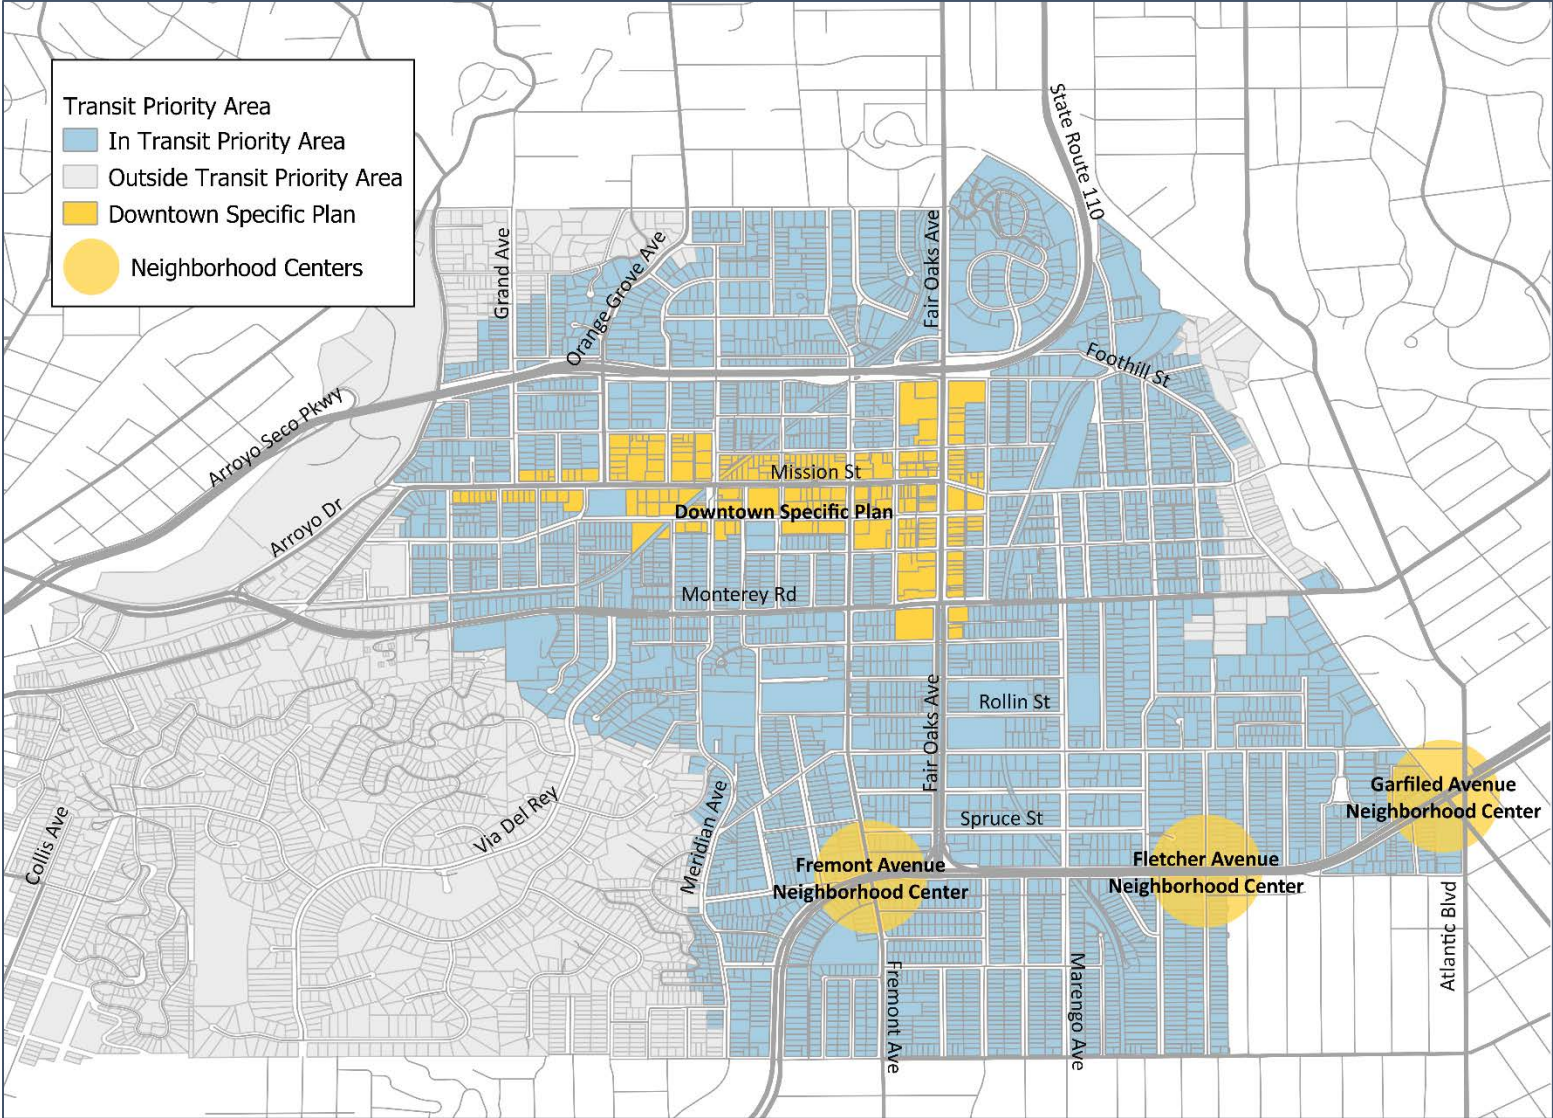 Transit Priority Area
In Transit Priority Area
Outside Transit Priority Area
Downtown Specific Plan
Neighborhood Centers
State Route 110
Grand Ave
Orange Grove Ave
Fair Oaks Ave
Foothill St
Arroyo Seco Pkwy
Mission St
Arroyo Dr
Downtown Specific Plan
Monterey Rd
Rollin St
Fair Oaks Ave
Garfiled Avenue
Neighborhood Center
Via Del Rey
Meridian Ave
Spruce St
Collis Ave
Fremont Avenue
Neighborhood Center
Fletcher Avenue
Neighborhood Center
Atlantic Blvd
Fremont Ave
Marengo Ave